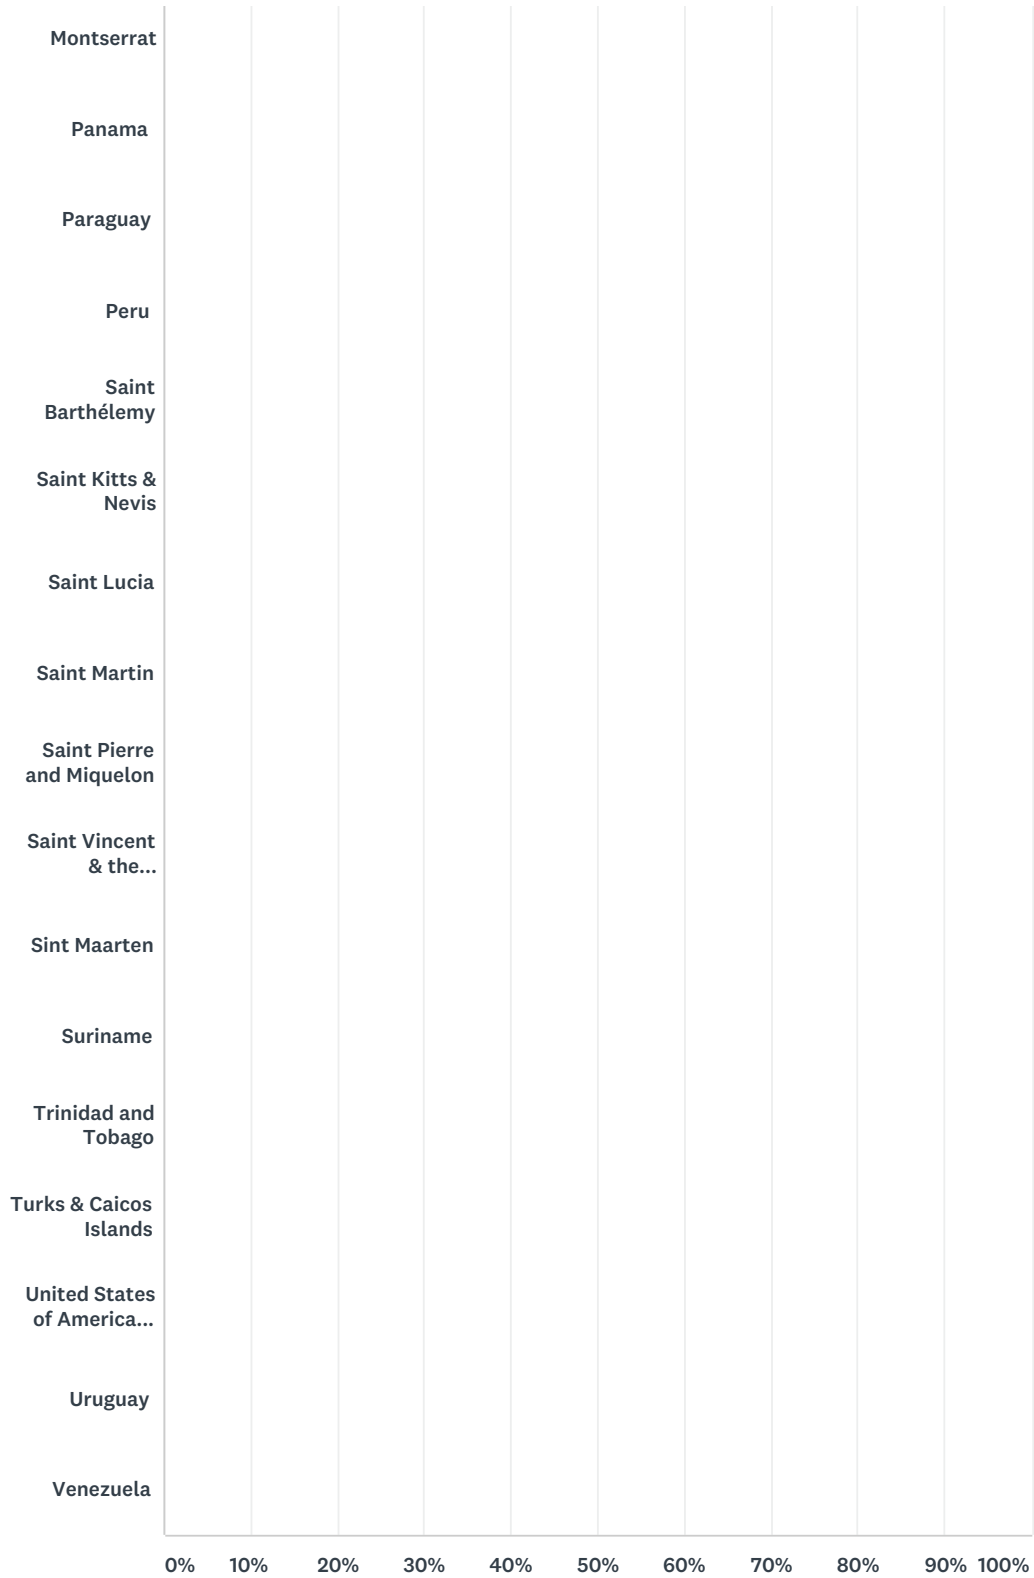 Montserrat
Panama
Paraguay
Peru
Saint
Barthélemy
Saint Kitts &
Nevis
Saint Lucia
Saint Martin
Saint Pierre
and Miquelon
Saint Vincent
& the...
Sint Maarten
Suriname
Trinidad and
Tobago
Turks & Caicos
Islands
United States
of America...
Uruguay
Venezuela
0% 10% 20% 30% 40% 50% 60% 70% 80% 90% 100%